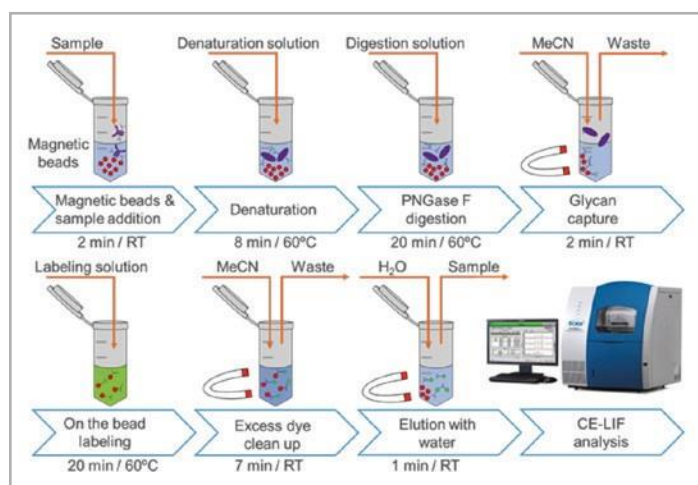 Sample
Denaturation solution
Digestion solution
MeCN
Waste
Magnetic
beads
Magnetic beads &
sample addition
Denaturation
PNGase F
digestion
Glycan
capture
2 min / RT
8 min / 60ºC
20 min / 60ºC
2 min / RT
Labeling solution
MeCN
Waste
H₂O
Sample
On the bead
labeling
Excess dye
clean up
Elution with
water
CE-LIF
analysis
20 min / 60ºC
7 min / RT
1 min / RT